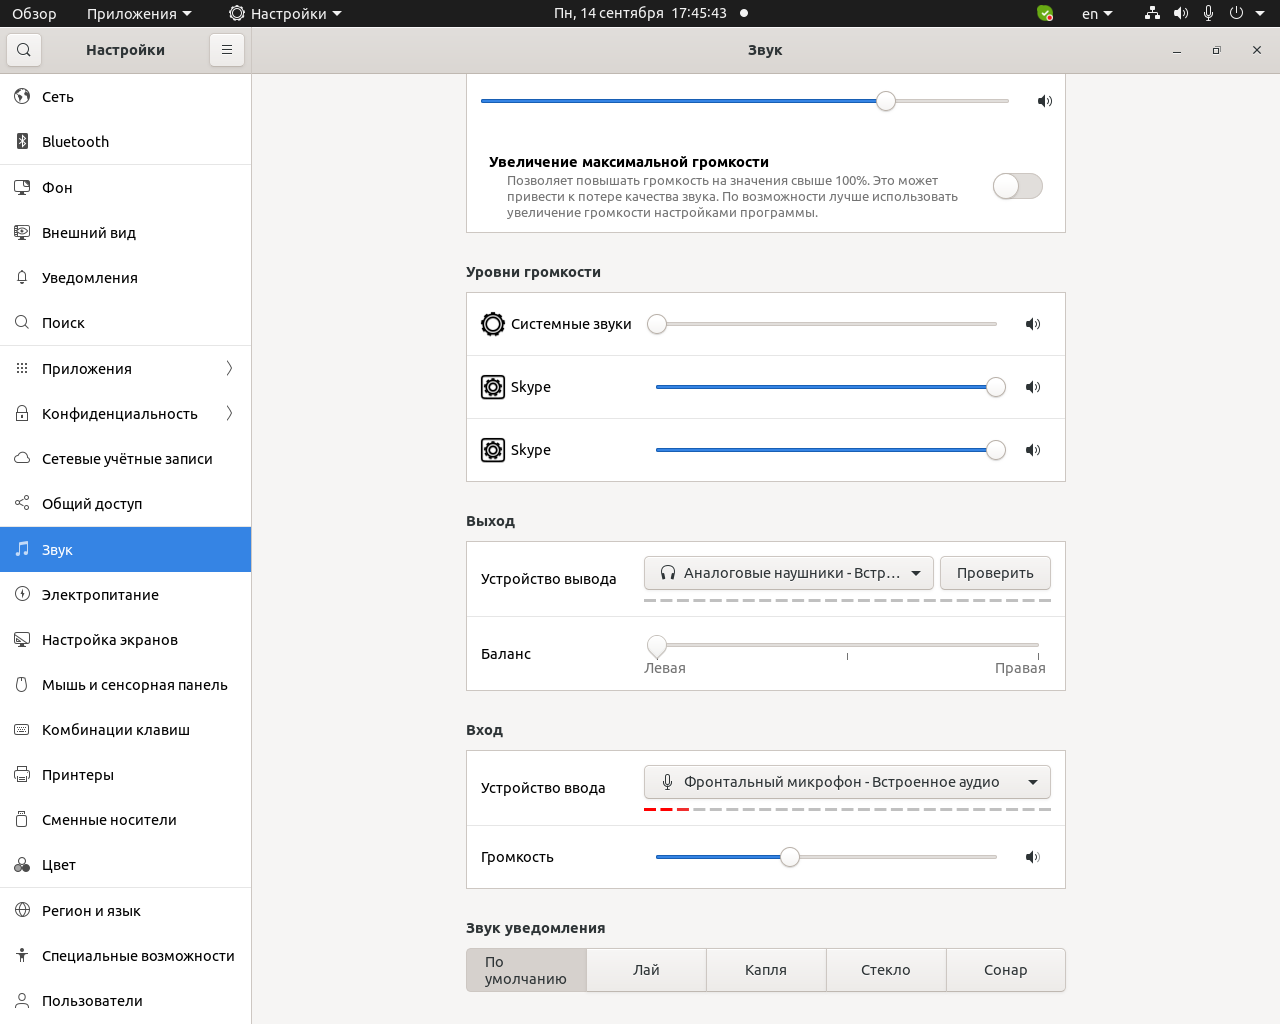 Обзор
Приложения
Настройки
Пн, 14 сентября 17:45:43
en
Настройки
Звук
Сеть
Bluetooth
Фон
Внешний вид
Уведомления
Поиск
Приложения
Конфиденциальность
Сетевые учётные записи
Общий доступ
Звук
Электропитание
Настройка экранов
Мышь и сенсорная панель
Комбинации клавиш
Принтеры
Сменные носители
Цвет
Регион и язык
Специальные возможности
Пользователи
Увеличение максимальной громкости
Позволяет повышать громкость на значения свыше 100%. Это может
привести к потере качества звука. По возможности лучше использовать
увеличение громкости настройками программы.
Уровни громкости
Системные звуки
Skype
Skype
Выход
Устройство вывода
Аналоговые наушники - Встр…
Проверить
Баланс
Левая
Правая
Вход
Устройство ввода
Фронтальный микрофон - Встроенное аудио
Громкость
Звук уведомления
По
умолчанию
Лай
Капля
Стекло
Сонар